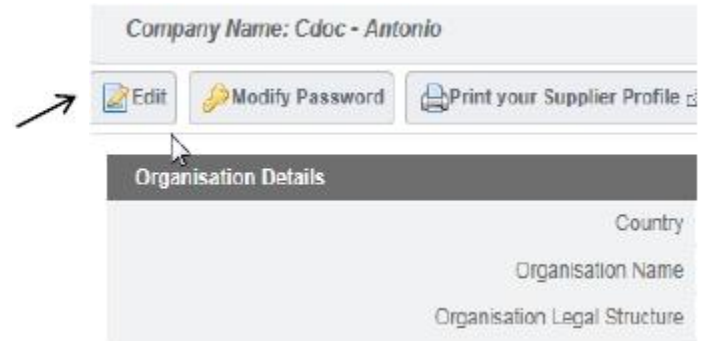 Company Name: Cdoc - Antonio
Edit Modify Password Print your Supplier Profile
Organisation Details
Country
Organisation Name
Organisation Legal Structure